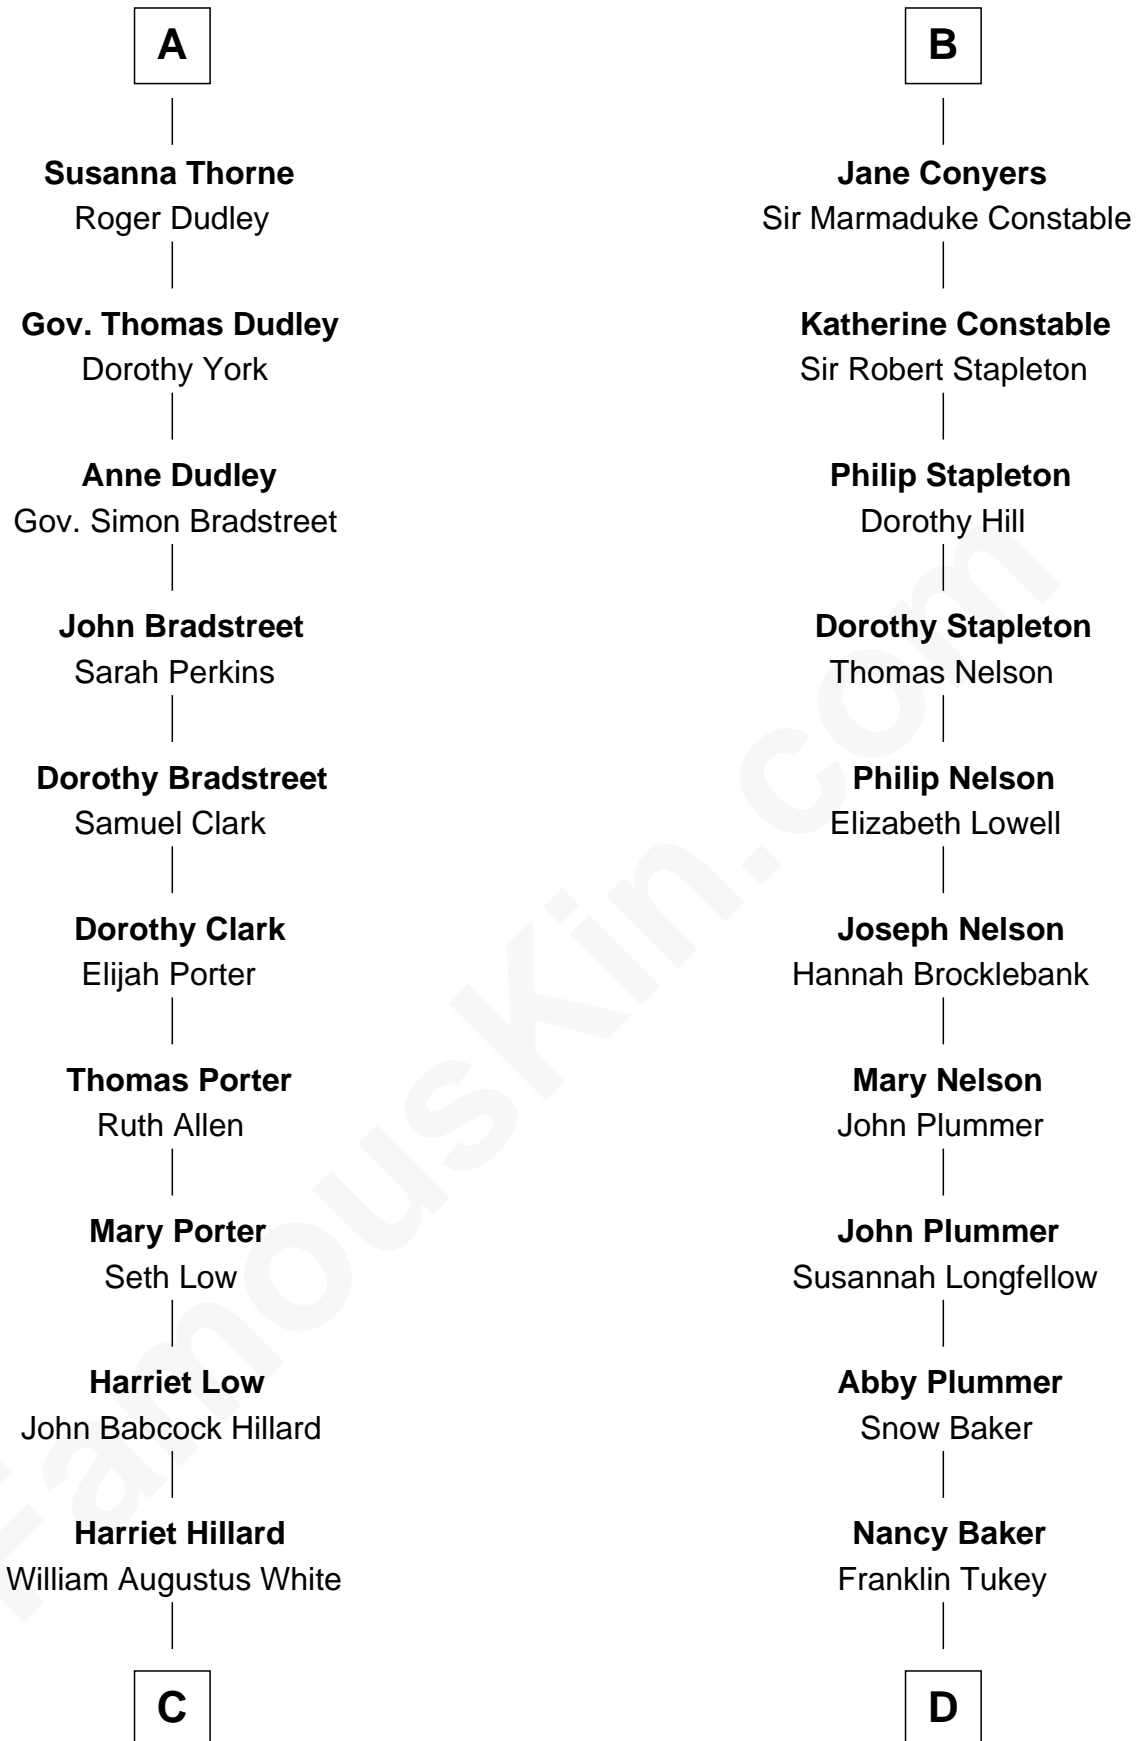 A
Susanna Thorne
Roger Dudley
Gov. Thomas Dudley
Dorothy York
Anne Dudley
Gov. Simon Bradstreet
John Bradstreet
Sarah Perkins
Dorothy Bradstreet
Samuel Clark
Dorothy Clark
Elijah Porter
Thomas Porter
Ruth Allen
Mary Porter
Seth Low
Harriet Low
John Babcock Hillard
Harriet Hillard
William Augustus White
C
B
Jane Conyers
Sir Marmaduke Constable
Katherine Constable
Sir Robert Stapleton
Philip Stapleton
Dorothy Hill
Dorothy Stapleton
Thomas Nelson
Philip Nelson
Elizabeth Lowell
Joseph Nelson
Hannah Brocklebank
Mary Nelson
John Plummer
John Plummer
Susannah Longfellow
Abby Plummer
Snow Baker
Nancy Baker
Franklin Tukey
D
FamousKin.com